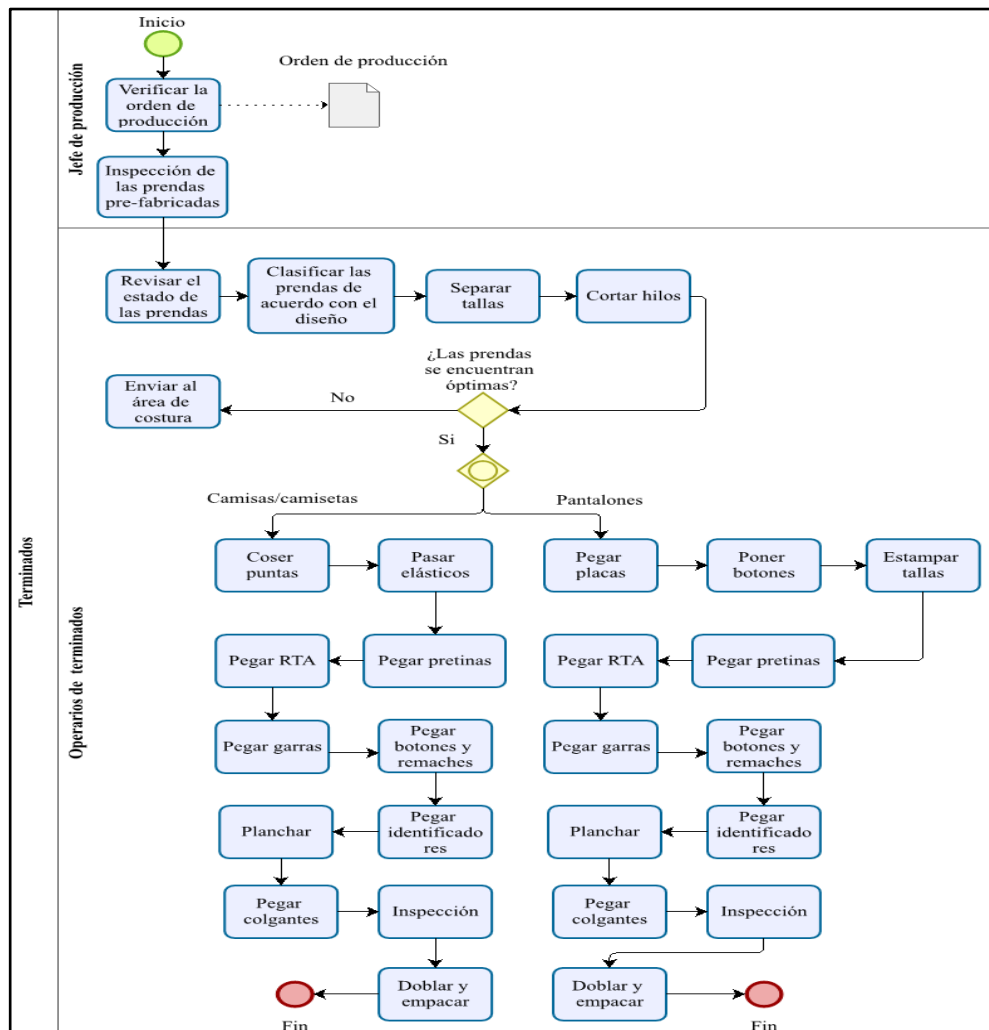 Terminados
Jefe de producción
Inicio
Verificar la
orden de
producción
Orden de producción
Inspección de
las prendas
pre-fabricadas
Operarios de terminados
Revisar el
estado de
las prendas
Clasificar las
prendas de
acuerdo con el
diseño
Separar
tallas
Cortar hilos
¿Las prendas
se encuentran
óptimas?
No
Enviar al
área de
costura
Si
Camisas/camisetas
Pantalones
Coser
puntas
Pasar
elásticos
Pegar
placas
Poner
botones
Estampar
tallas
Pegar RTA
Pegar pretinas
Pegar RTA
Pegar pretinas
Pegar garras
Pegar
botones y
remaches
Pegar garras
Pegar
botones y
remaches
Planchar
Pegar
identificado
res
Planchar
Pegar
identificado
res
Pegar
colgantes
Inspección
Pegar
colgantes
Inspección
Doblar y
empacar
Doblar y
empacar
Fin
Fin